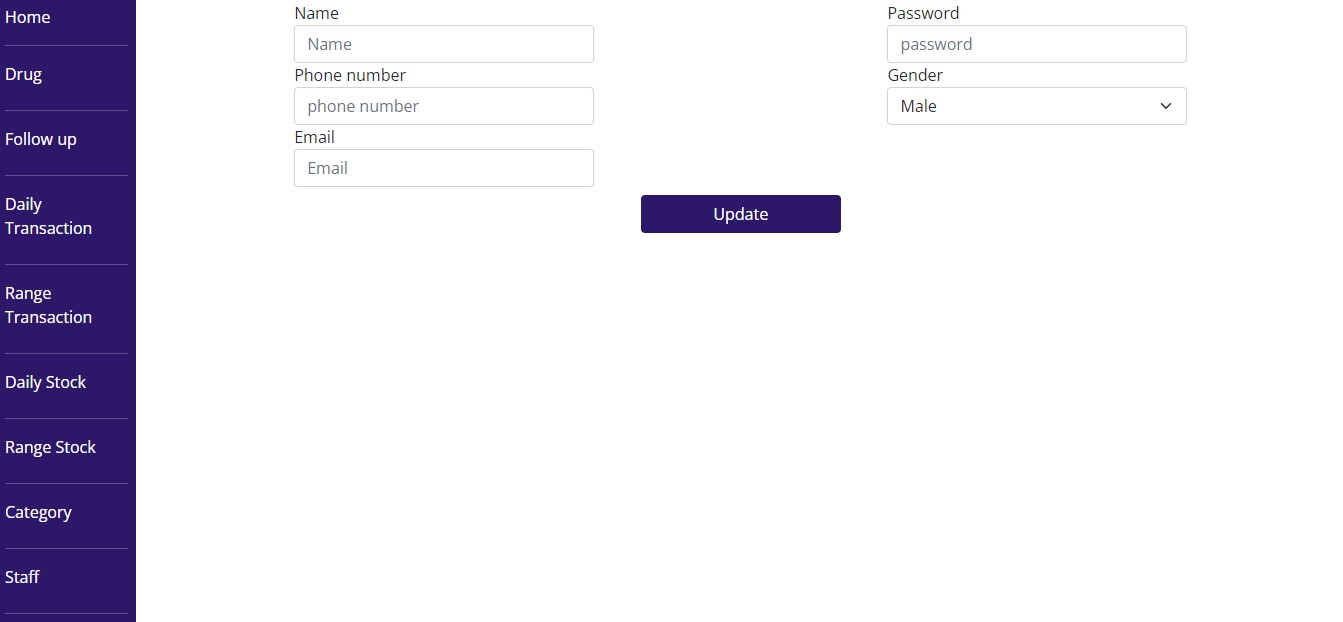 Home
Drug
Follow up
Daily
Transaction
Range
Transaction
Daily Stock
Range Stock
Category
Staff
Name
Name
Phone number
phone number
Email
Email
Password
password
Gender
Male
Update